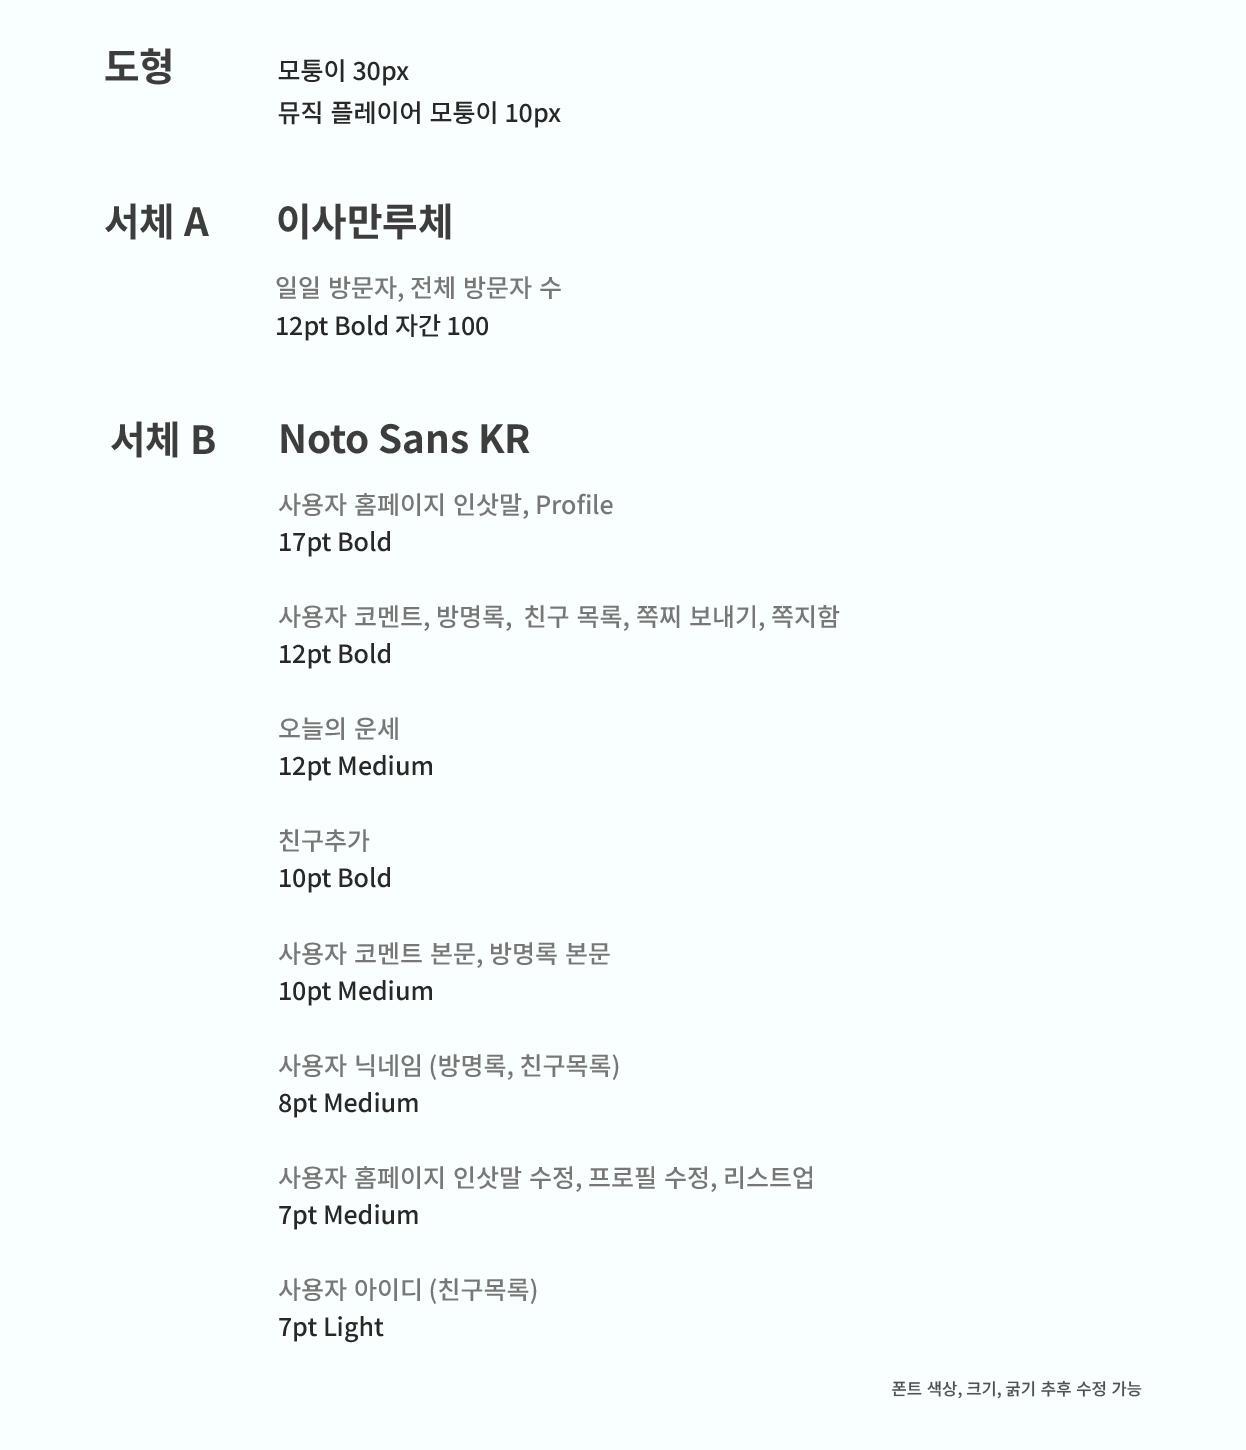 도형
모퉁이 30px
뮤직 플레이어 모퉁이 10px
서체 A
이사만루체
일일 방문자, 전체 방문자 수
12pt Bold 자간 100
서체 B
Noto Sans KR
사용자 홈페이지 인삿말, Profile
17pt Bold
사용자 코멘트, 방명록, 친구 목록, 쪽찌 보내기, 쪽지함
12pt Bold
오늘의 운세
12pt Medium
친구추가
10pt Bold
사용자 코멘트 본문, 방명록 본문
10pt Medium
사용자 닉네임 (방명록, 친구목록)
8pt Medium
사용자 홈페이지 인삿말 수정, 프로필 수정, 리스트업
7pt Medium
사용자 아이디 (친구목록)
7pt Light
폰트 색상, 크기, 굵기 추후 수정 가능